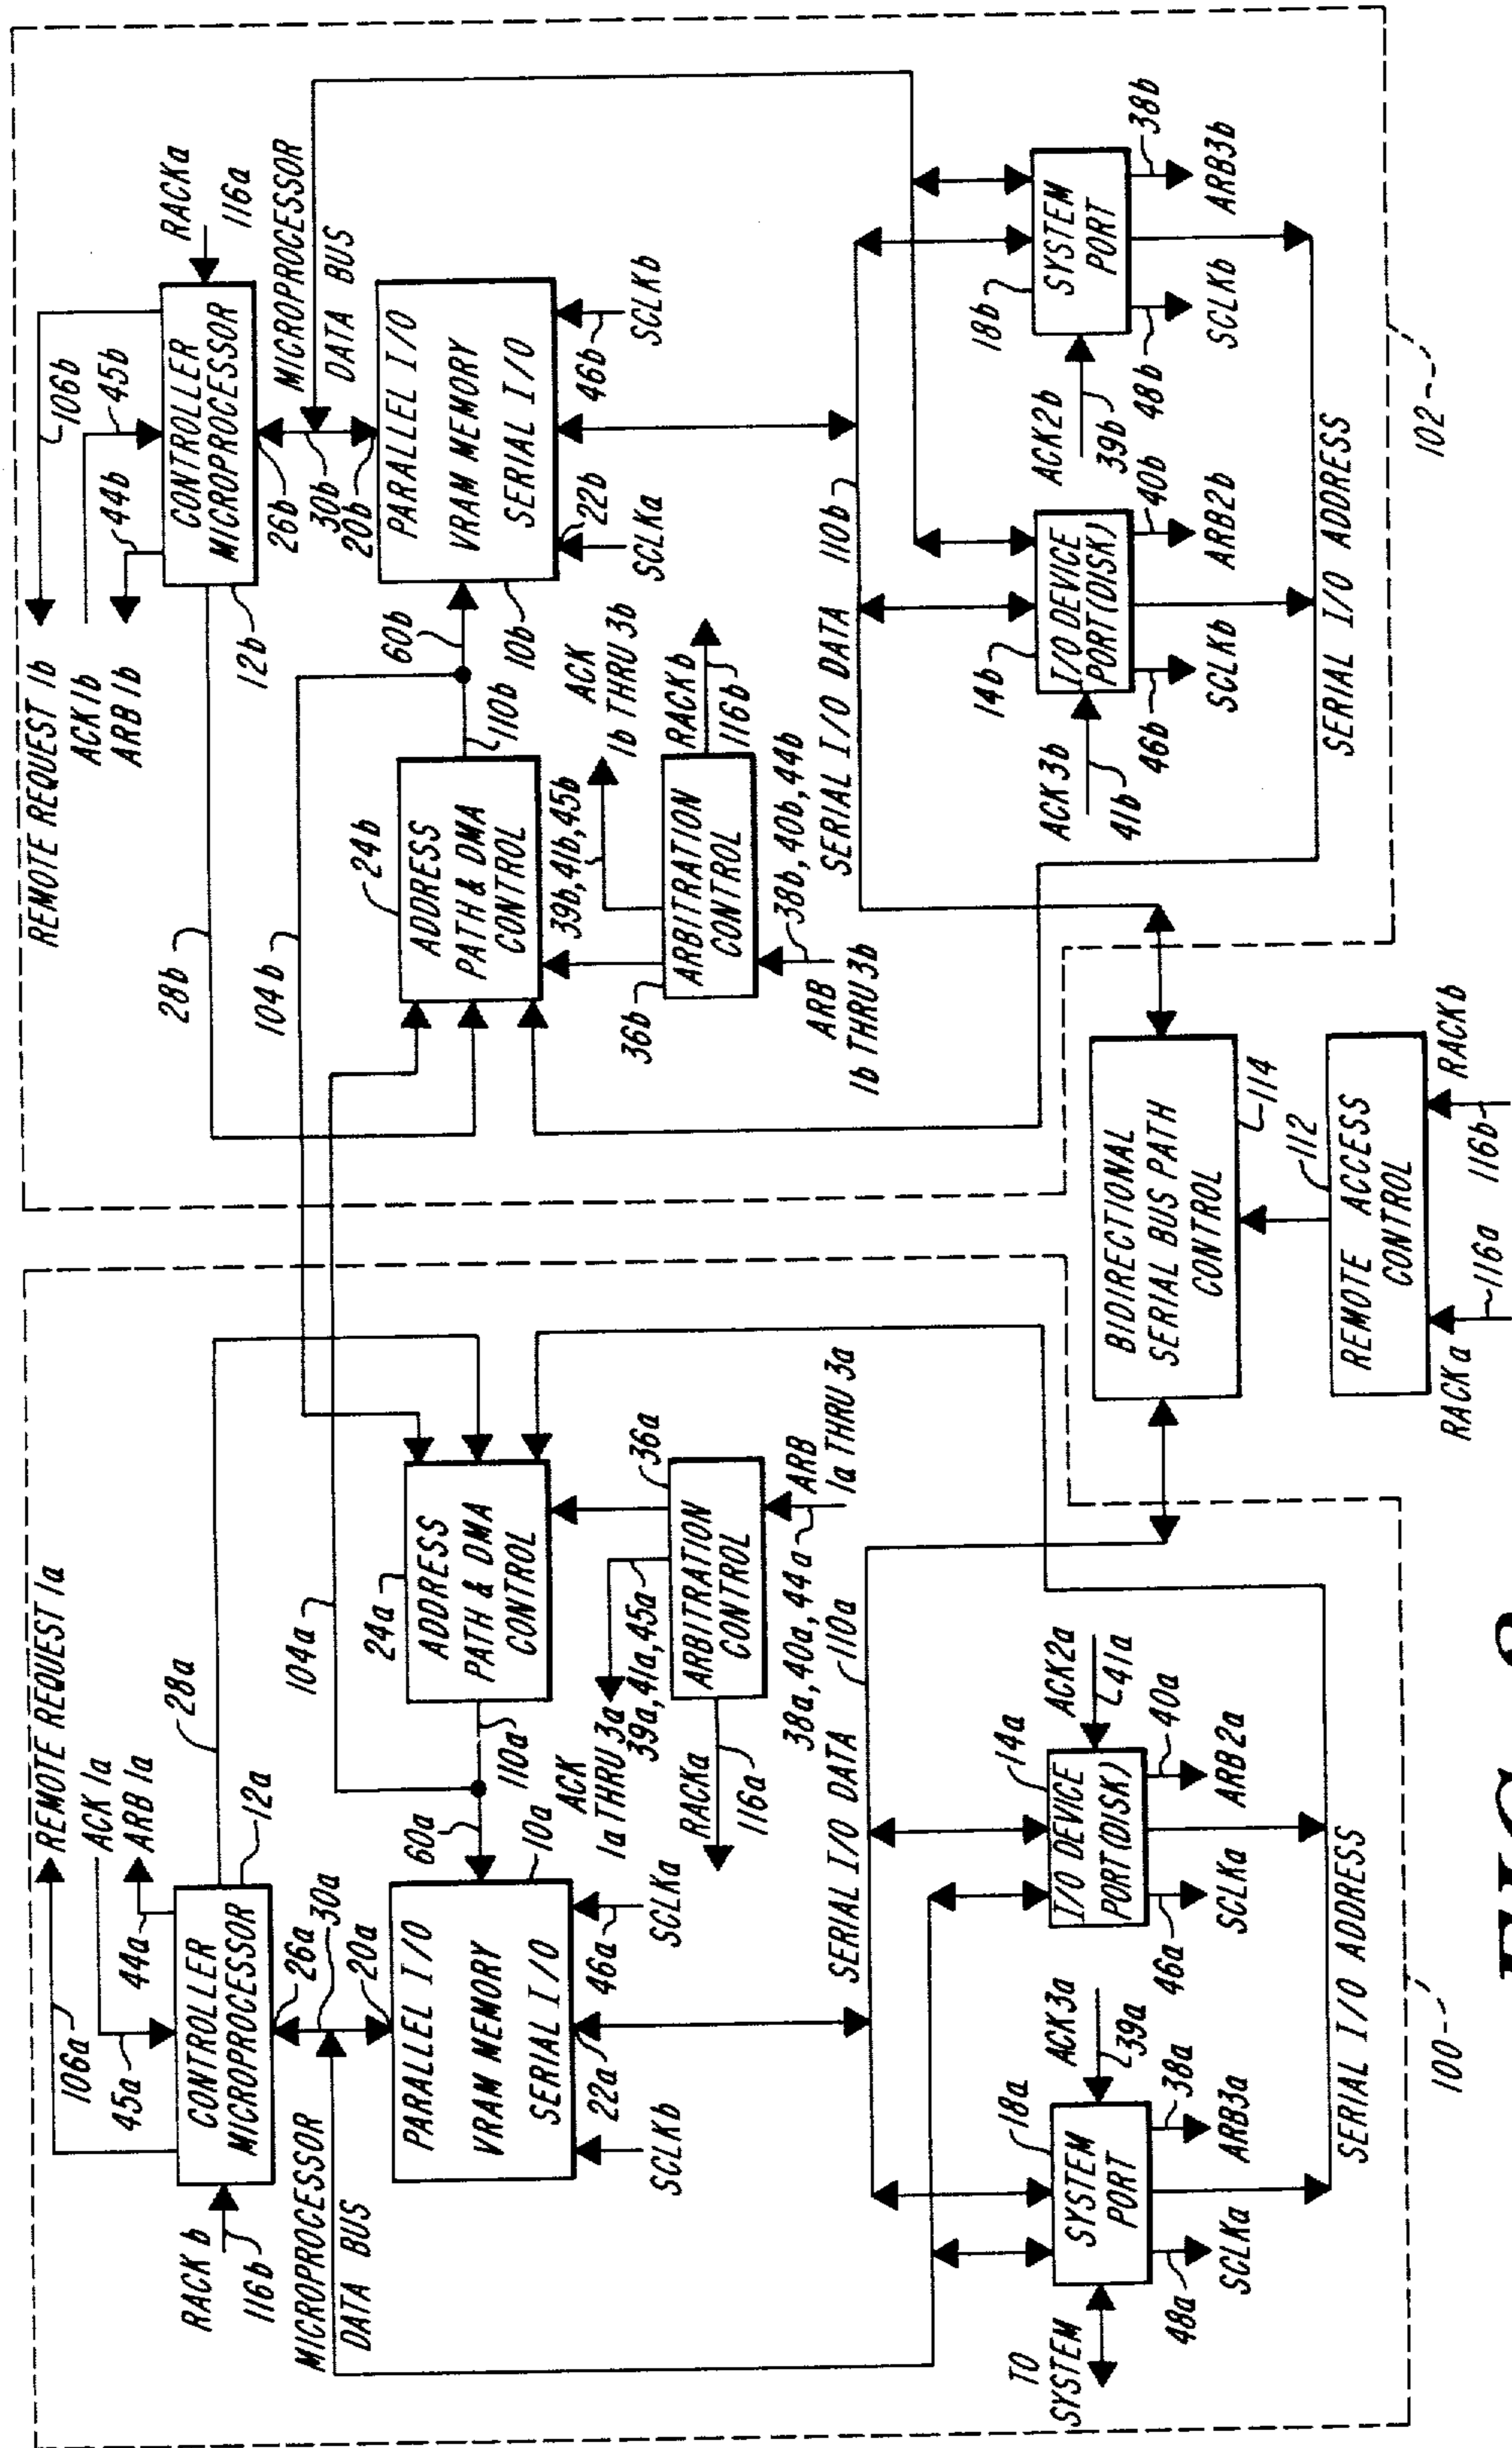 REMOTE REQUEST 1a
ACK 1a
ARB 1a
106a
45a
44a
28a
12a
RACK b
116b
CONTROLLER
MICROPROCESSOR
26a
30a
20a
MICROPROCESSOR
DATA BUS
PARALLEL I/O
VRAM MEMORY
SERIAL I/O
22a
SCLKb
46a
SCLKa
60a
10a
110a
104a
24a
ADDRESS
PATH & DMA
CONTROL
ACK
1a THRU 3a
39a, 41a, 45a
36a
ARBITRATION
CONTROL
RACKa
116a
ARB
1a THRU 3a
38a, 40a, 44a
SERIAL I/O DATA
110a
TO
SYSTEM
18a
SYSTEM
PORT
ACK3a
39a
38a
ARB3a
48a
SCLKa
14a
I/O DEVICE
PORT(DISK)
ACK2a
41a
40a
ARB2a
46a
SCLKa
SERIAL I/O ADDRESS
100
REMOTE REQUEST 1b
ACK 1b
ARB 1b
106b
45b
44b
28b
12b
RACKa
116a
CONTROLLER
MICROPROCESSOR
26b
30b
20b
MICROPROCESSOR
DATA BUS
PARALLEL I/O
VRAM MEMORY
SERIAL I/O
22b
SCLKa
46b
SCLKb
60b
10b
110b
104b
24b
ADDRESS
PATH & DMA
CONTROL
ACK
1b THRU 3b
39b, 41b, 45b
36b
ARBITRATION
CONTROL
RACKb
116b
ARB
1b THRU 3b
38b, 40b, 44b
SERIAL I/O DATA
110b
14b
I/O DEVICE
PORT(DISK)
ACK3b
41b
40b
ARB2b
46b
SCLKb
18b
SYSTEM
PORT
ACK2b
39b
38b
ARB3b
48b
SCLKb
SERIAL I/O ADDRESS
102
BIDIRECTIONAL
SERIAL BUS PATH
CONTROL
114
112
REMOTE ACCESS
CONTROL
RACKa
116a
116b
RACKb